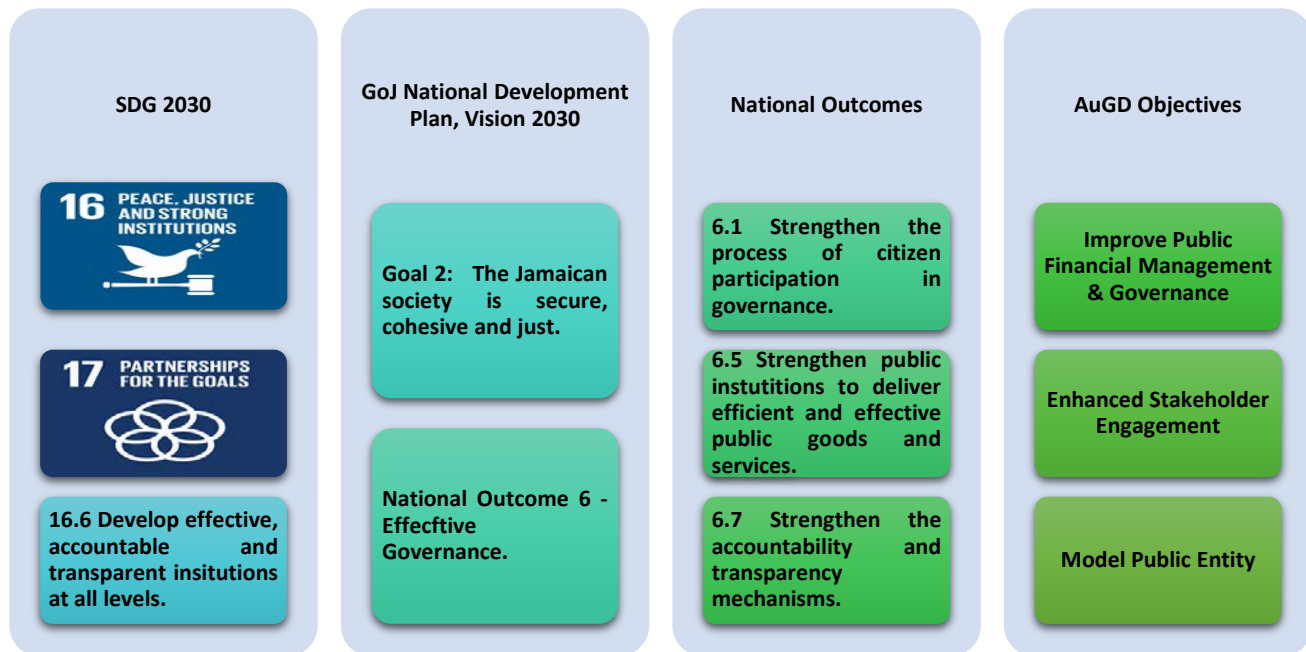 SDG 2030
16 PEACE, JUSTICE
AND STRONG
INSTITUTIONS
17 PARTNERSHIPS
FOR THE GOALS
16.6 Develop effective,
accountable and
transparent insitutions
at all levels.
GoJ National Development
Plan, Vision 2030
Goal 2: The Jamaican
society is secure,
cohesive and just.
National Outcome 6 -
Effecftive
Governance.
National Outcomes
6.1 Strengthen the
process of citizen
participation in
governance.
6.5 Strengthen public
instutitions to deliver
efficient and effective
public goods and
services.
6.7 Strengthen the
accountability and
transparency
mechanisms.
AuGD Objectives
Improve Public
Financial Management
& Governance
Enhanced Stakeholder
Engagement
Model Public Entity